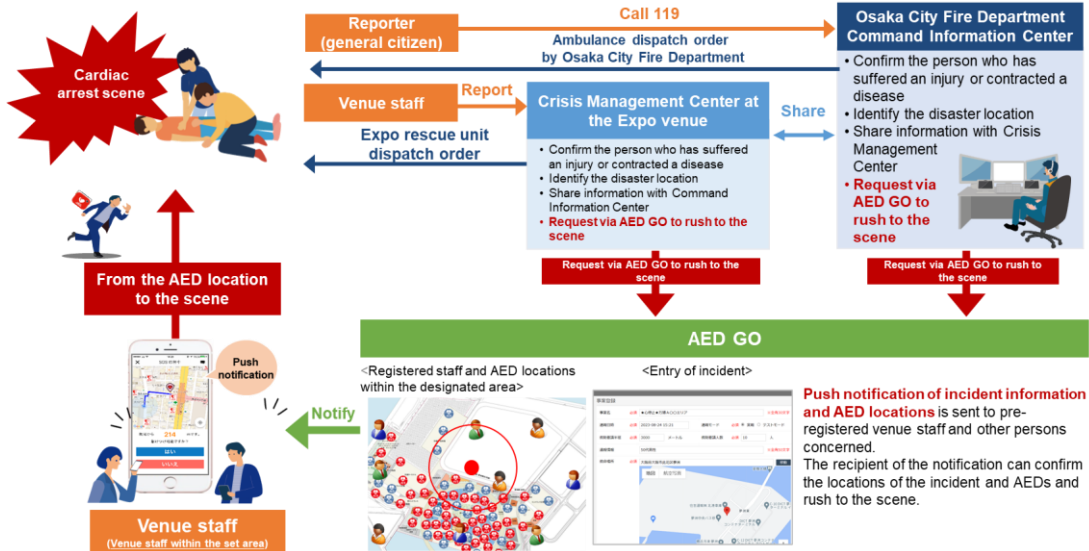 Cardiac
arrest scene
Reporter
(general citizen)
Call 119
Ambulance dispatch order
by Osaka City Fire Department
Osaka City Fire Department
Command Information Center
• Confirm the person who has
suffered an injury or contracted a
disease
• Identify the disaster location
• Share information with Crisis
Management
Center
• Request via
AED GO to
rush to the
scene
Venue staff
Report
Expo rescue unit
dispatch order
Crisis Management Center at
the Expo venue
Share
• Confirm the person who has suffered
an injury or contracted a disease
• Identify the disaster location
• Share information with Command
Information Center
• Request via AED GO to rush to the
scene
Request via AED GO to rush to the
scene
Request via AED GO to rush to
the scene
From the AED location
to the scene
AED GO
Push
notification
214
はい
いいえ
Notify
<Registered staff and AED locations
within the designated area>
<Entry of incident>
Push notification of incident information
and AED locations is sent to pre-
registered venue staff and other persons
concerned.
The recipient of the notification can confirm
the locations of the incident and AEDs and
rush to the scene.
Venue staff
(Venue staff within the set area)